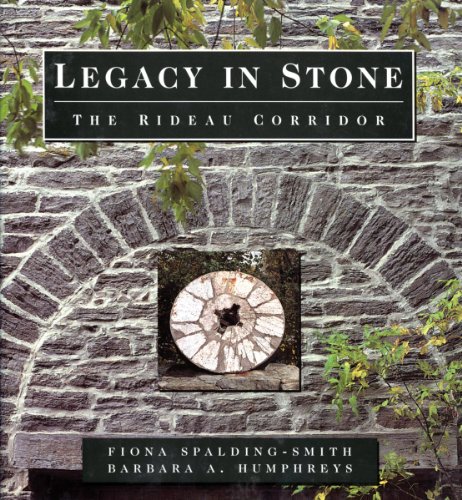 LEGACY IN STONE
THE RIDEAU CORRIDOR
FIONA SPALDING-SMITH
BARBARA A. HUMPHREYS